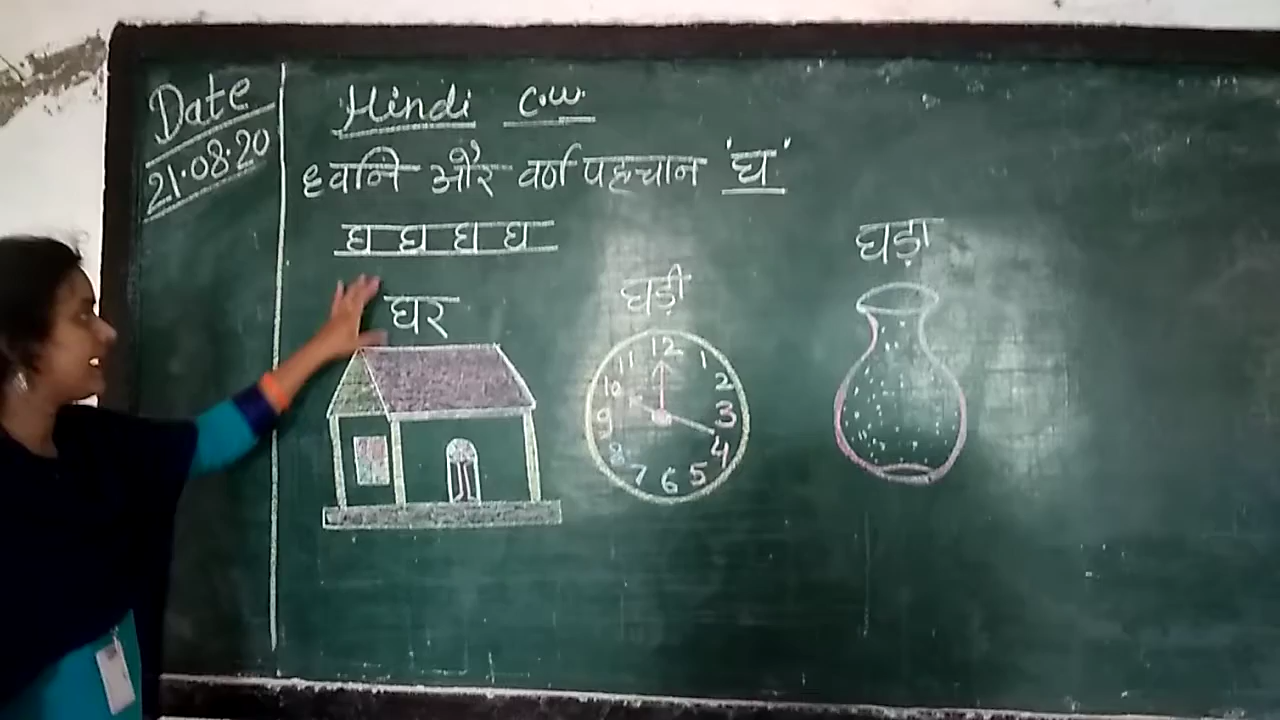 Date
21.08.20
Hindi C.W.
ध्वनि और वर्ण पहचान 'घ'
घ घ घ घ
घर
घड़ी
घड़ा
12
11 1
10 2
9 3
8 4
7 6 5